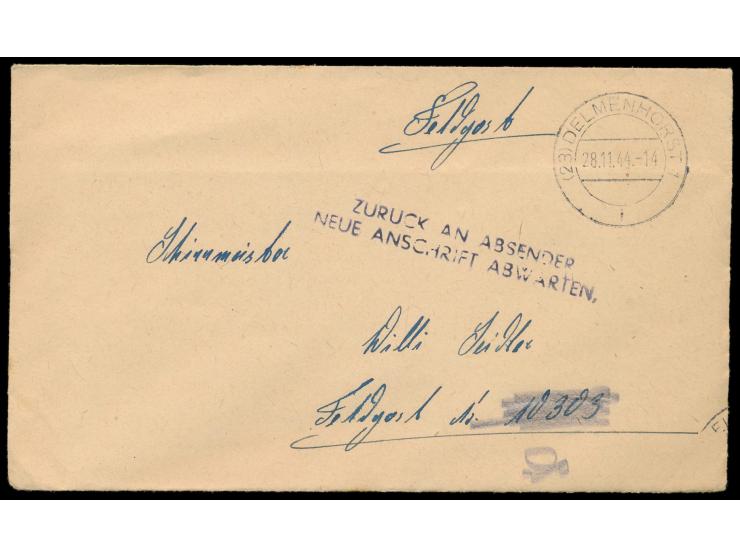 Feldpost
(23) DELMENHORST 1
28.11.44.-14
i
ZURUCK AN ABSENDER
NEUE ANSCHRIFT ABWARTEN,
Schirrmeister
Willi Seidler
Feldpost Nr. 10303